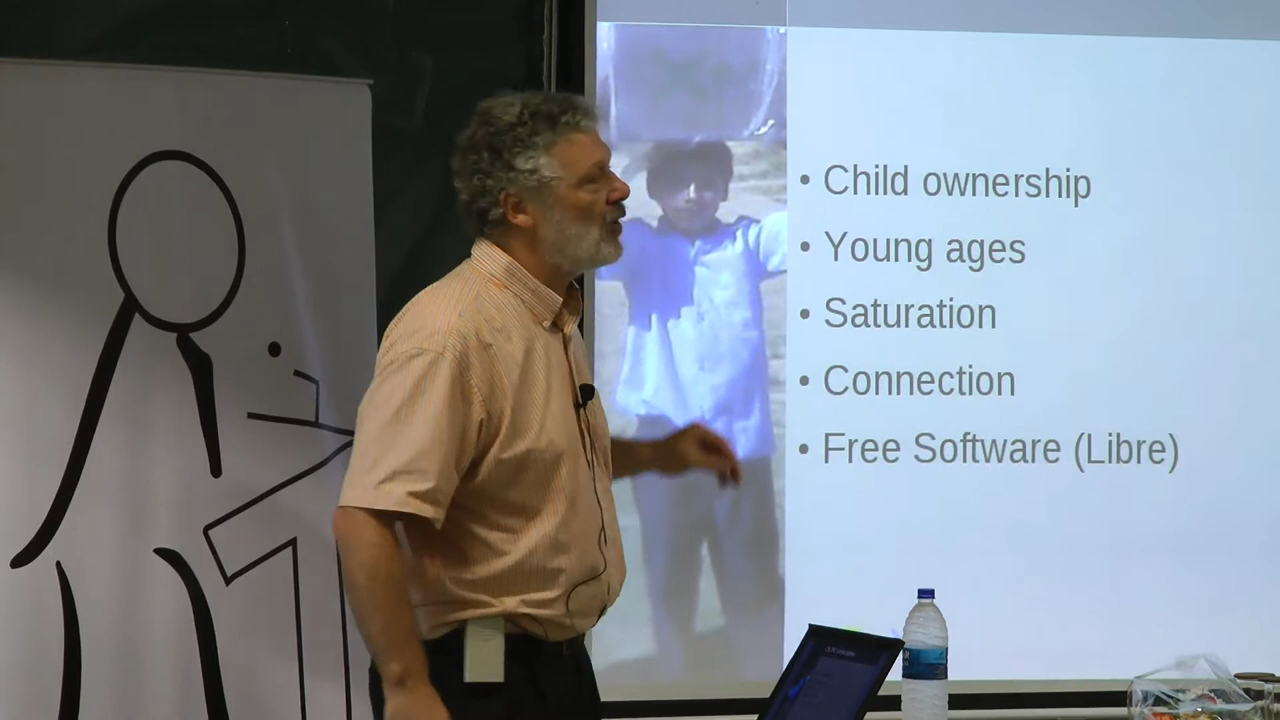 • Child ownership
• Young ages
• Saturation
• Connection
• Free Software (Libre)